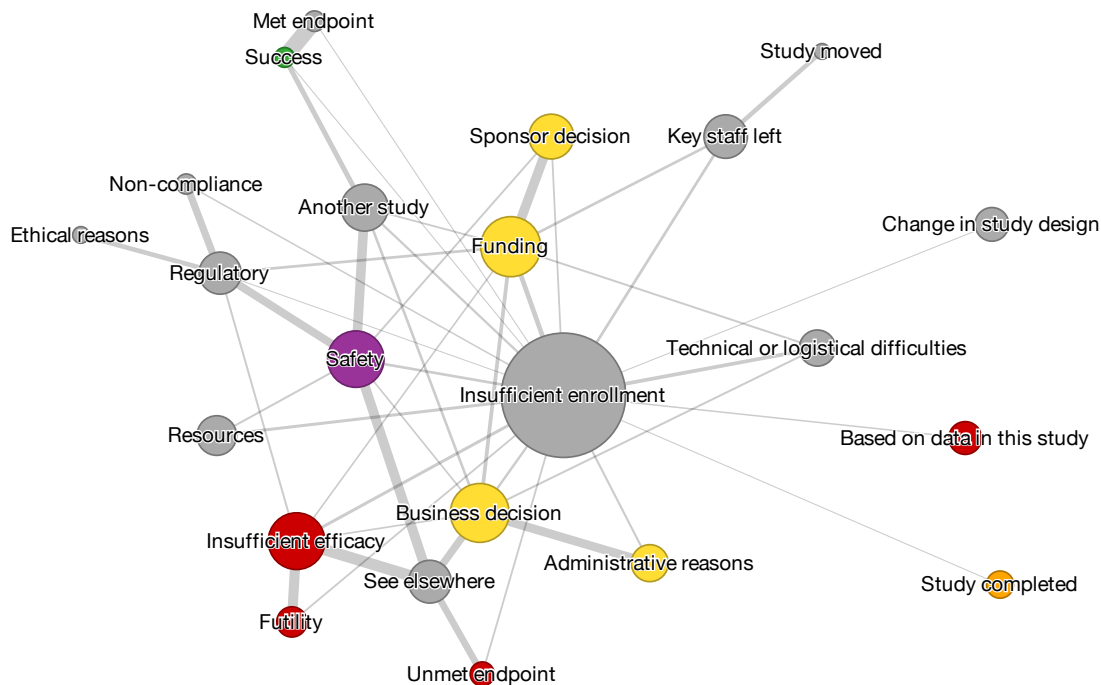 Met endpoint
Success
Study moved
Sponsor decision
Key staff left
Non-compliance
Another study
Change in study design
Ethical reasons
Funding
Regulatory
Technical or logistical difficulties
Safety
Insufficient enrollment
Resources
Based on data in this study
Business decision
Insufficient efficacy
Administrative reasons
See elsewhere
Study completed
Futility
Unmet endpoint